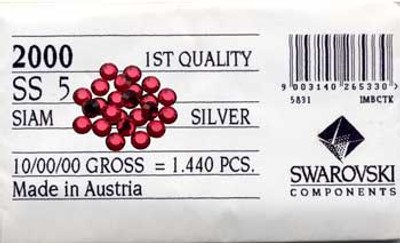 2000 1ST QUALITY
SS 5
SIAM SILVER
10/00/00 GROSS = 1.440 PCS.
Made in Austria
9 003140 265330 >
5831 IMBCTK
SWAROVSKI
COMPONENTS